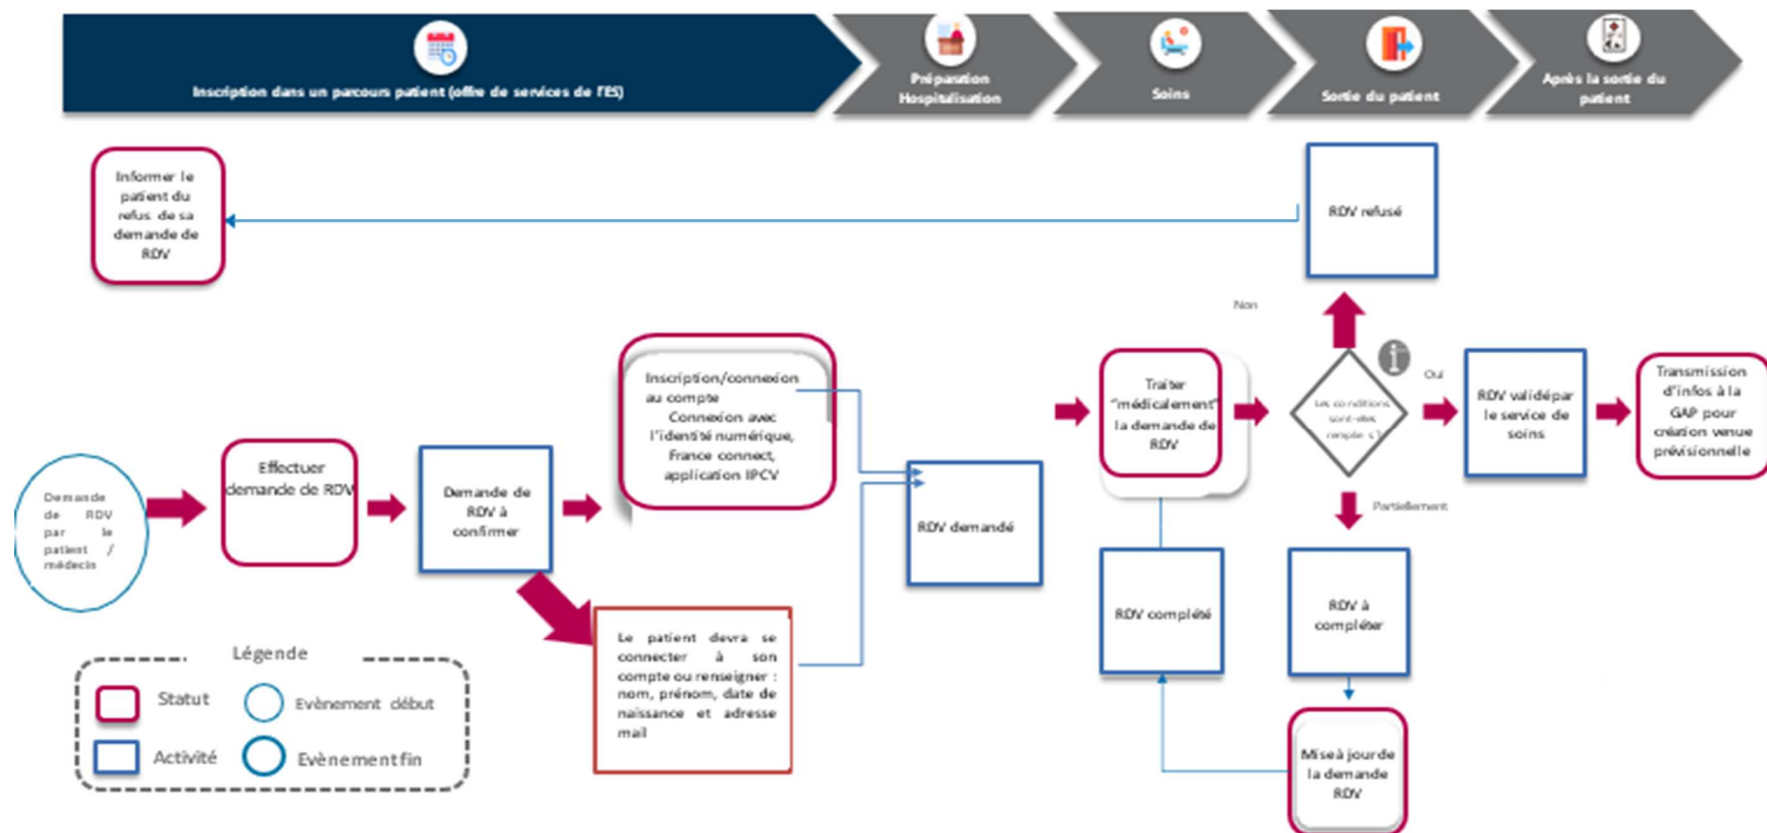 Inscription dans un parcours patient (offre de services de l'ES)
Préparation
Hospitalisation
Soins
Sortie du patient
Après la sortie du
patient
Informer le
patient du
refus de sa
demande de
RDV
RDV refusé
Non
Inscription/connexion
au compte
Connexion avec
l'identité numérique,
France connect,
application IPCV
Traiter
"médicalement"
la demande de
RDV
Les conditions
sont-elles
remplies ?
Oui
RDV validépar
le service de
soins
Transmission
d'infos à la
GAP pour
création venue
prévisionnelle
Demande
de RDV
par le
patient /
médecin
Effectuer
demande de RDV
Demande de
RDV à
confirmer
RDV demandé
Partiellement
Le patient devra se
connecter à son
compte ou renseigner :
nom, prénom, date de
naissance et adresse
mail
RDV complété
RDV à
compléter
Mise à jour de
la demande
RDV
Légende
Statut
Evènement début
Activité
Evènement fin